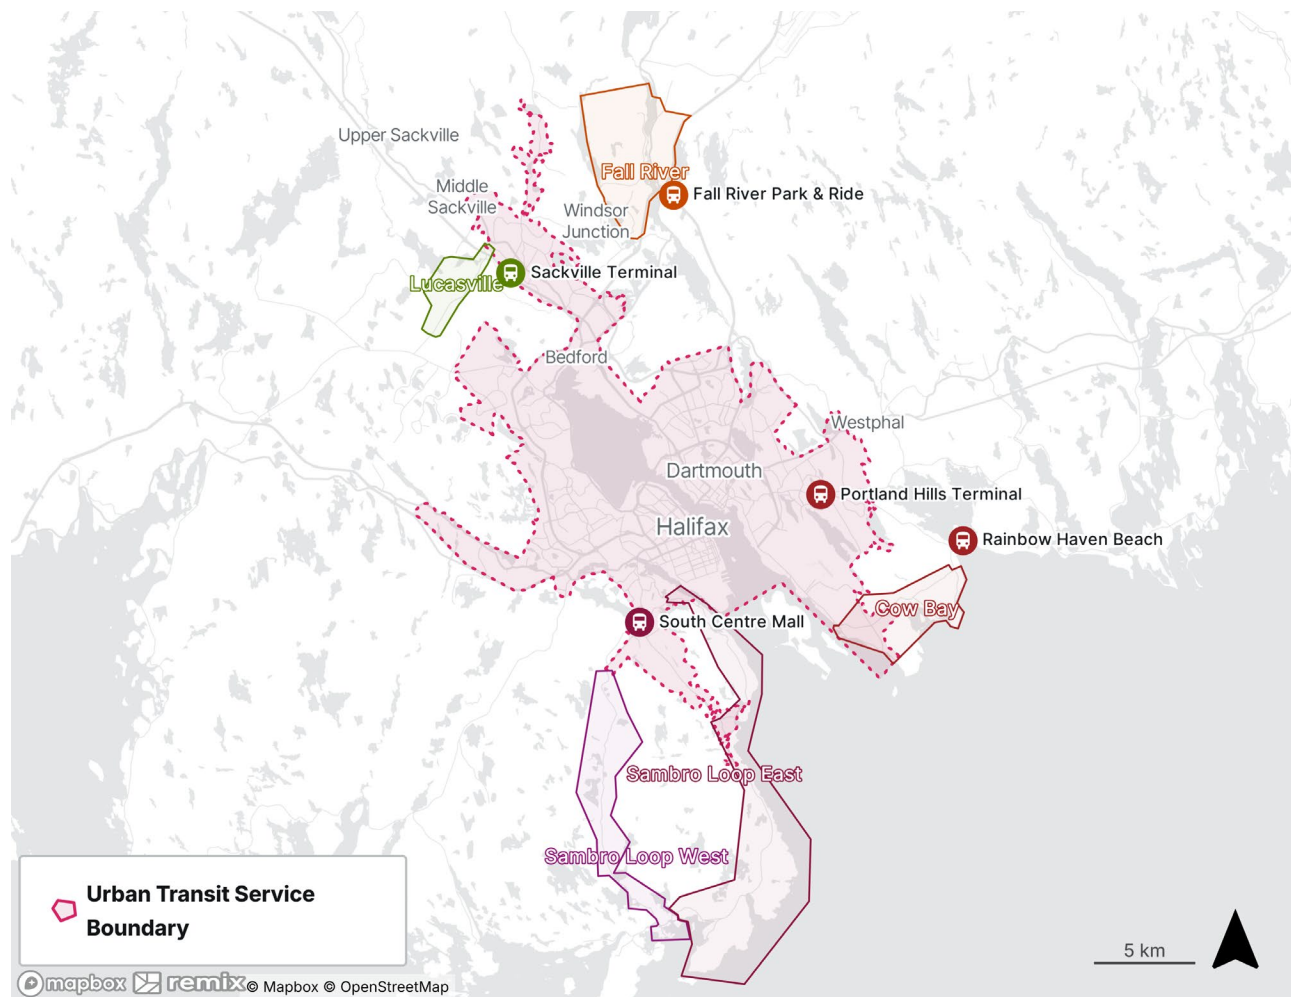 Upper Sackville
Middle
Sackville
Fall River
Fall River Park & Ride
Windsor
Junction
Lucasville
Sackville Terminal
Bedford
Westphal
Dartmouth
Portland Hills Terminal
Halifax
Rainbow Haven Beach
Cow Bay
South Centre Mall
Sambro Loop East
Sambro Loop West
Urban Transit Service
Boundary
5 km
mapbox remix © Mapbox © OpenStreetMap